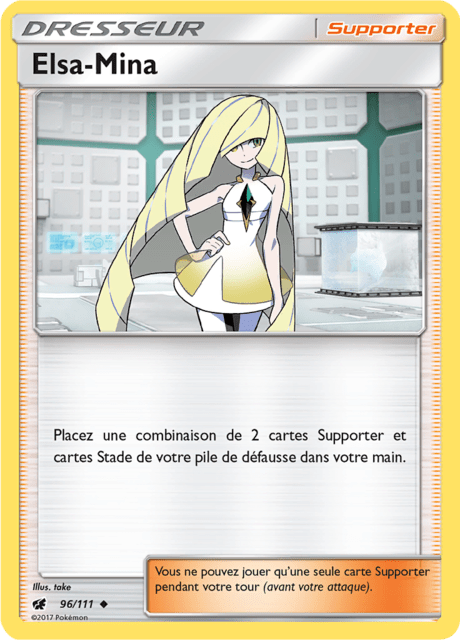 DRESSEUR Supporter
Elsa-Mina
Placez une combinaison de 2 cartes Supporter et
cartes Stade de votre pile de défausse dans votre main.
Vous ne pouvez jouer qu'une seule carte Supporter
pendant votre tour (avant votre attaque).
Illus. take
96/111
©2017 Pokémon